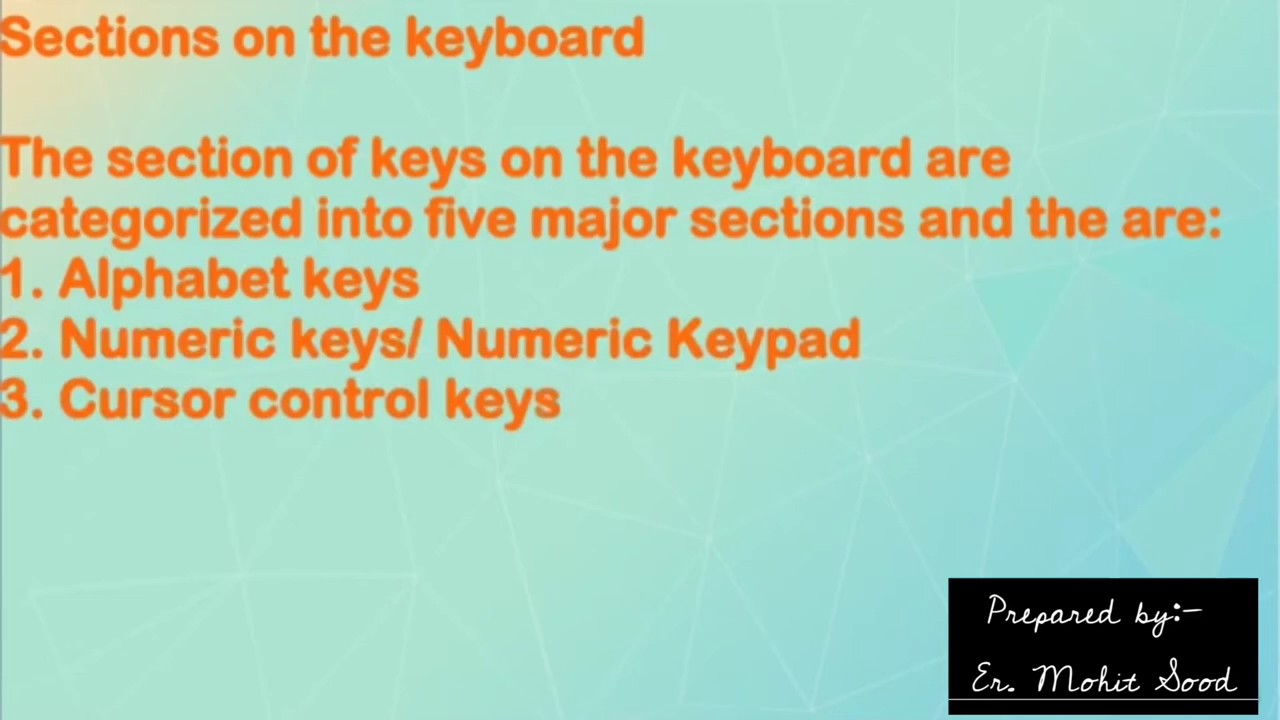 Sections on the keyboard
The section of keys on the keyboard are
categorized into five major sections and the are:
1. Alphabet keys
2. Numeric keys/ Numeric Keypad
3. Cursor control keys
Prepared by:-
Er. Mohit Sood